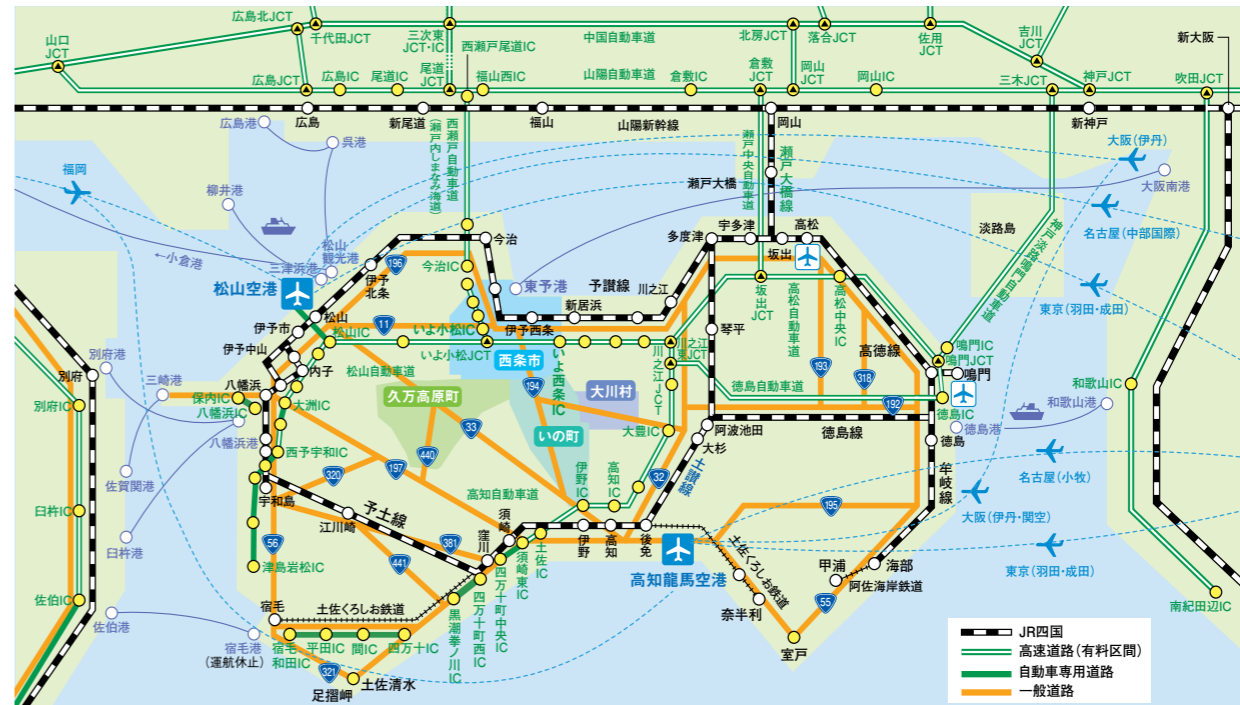 広島北JCT
山口
JCT
千代田JCT
三次東
JCT・IC
西瀬戸尾道IC
中国自動車道
北房JCT
落合JCT
佐用
JCT
吉川
JCT
新大阪
広島JCT
広島IC
尾道IC
尾道
JCT
福山西IC
山陽自動車道
倉敷IC
倉敷
JCT
岡山
JCT
岡山IC
三木JCT
神戸JCT
吹田JCT
広島
新尾道
福山
山陽新幹線
岡山
新神戸
広島港
呉港
西瀬戸自動車道
(瀬戸内しまなみ海道)
瀬戸中央自動車道
瀬戸大橋線
瀬戸大橋
大阪(伊丹)
大阪南港
福岡
柳井港
←小倉港
三津浜港
松山
観光港
松山空港
伊予
北条
196
今治
今治IC
東予港
予讃線
川之江
新居浜
伊予西条
多度津
宇多津
坂出
高松
淡路島
神戸淡路鳴門自動車道
名古屋(中部国際)
東京(羽田・成田)
松山
伊予市
伊予中山
内子
松山IC
11
いよ小松IC
いよ小松JCT
松山自動車道
西条市
いよ西条IC
194
大川村
いの町
久万高原町
川之江
東JCT
川之江JCT
琴平
坂出JCT
高松自動車道
高松中央IC
193
318
高徳線
鳴門IC
鳴門JCT
鳴門
徳島自動車道
192
徳島IC
徳島港
和歌山港
和歌山IC
別府港
別府
別府IC
三崎港
八幡浜
保内IC
八幡浜IC
八幡浜港
大洲IC
西予宇和IC
33
440
197
320
大豊IC
阿波池田
大杉
徳島線
徳島
牟岐線
佐賀関港
臼杵IC
臼杵港
宇和島
江川崎
予土線
高知自動車道
伊野IC
高知IC
32
土讃線
195
名古屋(小牧)
大阪(伊丹・関空)
東京(羽田・成田)
56
津島岩松IC
381
441
窪川
須崎
土佐IC
須崎東IC
四万十町中央IC
四万十町西IC
黒潮拳ノ川IC
伊野
高知
後免
高知龍馬空港
土佐くろしお鉄道
奈半利
甲浦
海部
阿佐海岸鉄道
55
室戸
佐伯IC
佐伯港
宿毛
土佐くろしお鉄道
宿毛港
(運航休止)
宿毛
和田IC
平田IC
間IC
四万十IC
321
足摺岬
土佐清水
南紀田辺IC
JR四国
高速道路(有料区間)
自動車専用道路
一般道路